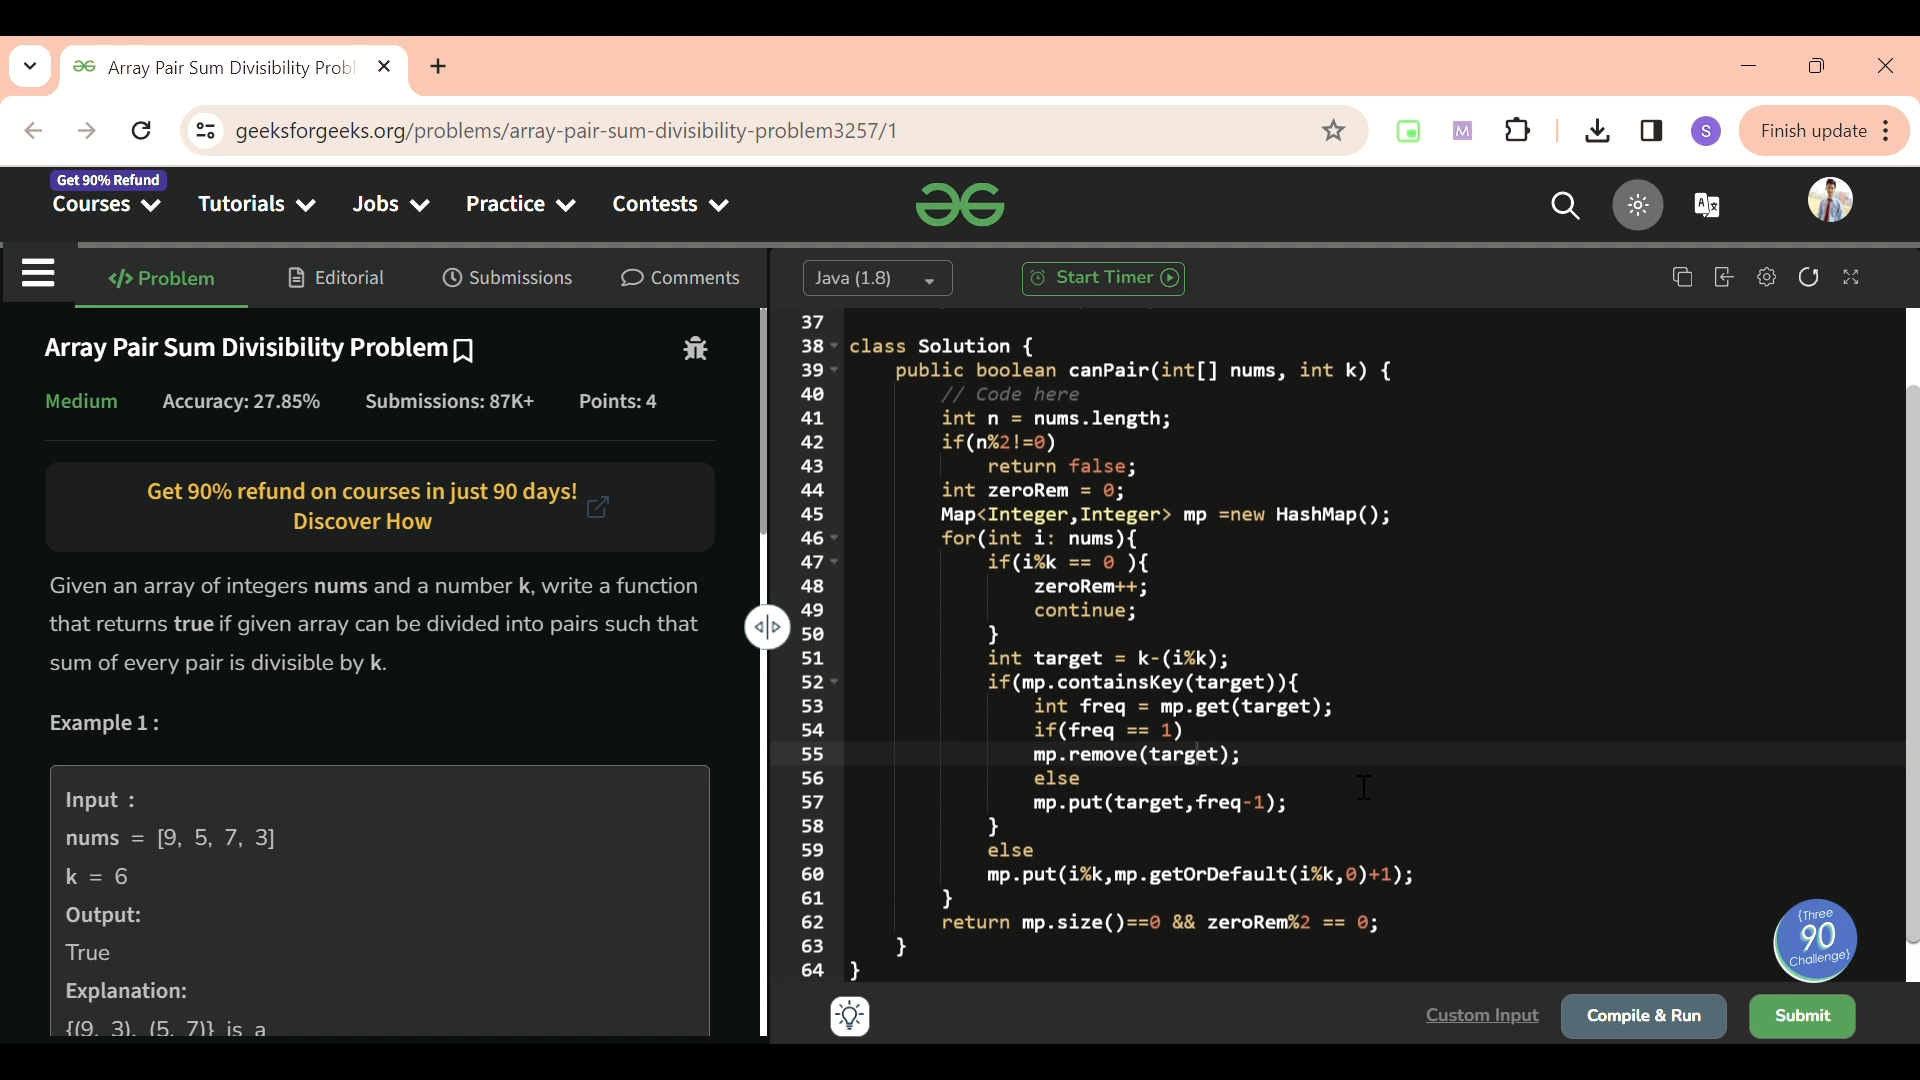 Array Pair Sum Divisibility Probl
geeksforgeeks.org/problems/array-pair-sum-divisibility-problem3257/1
M
S
Finish update
Get 90% Refund
Courses
Tutorials
Jobs
Practice
Contests
Problem
Editorial
Submissions
Comments
Java (1.8)
Start Timer
Array Pair Sum Divisibility Problem
Medium
Accuracy: 27.85%
Submissions: 87K+
Points: 4
Get 90% refund on courses in just 90 days!
Discover How
Given an array of integers nums and a number k, write a function
that returns true if given array can be divided into pairs such that
sum of every pair is divisible by k.
Example 1 :
Input :
nums = [9, 5, 7, 3]
k = 6
Output:
True
Explanation:
{(9, 3), (5, 7)} is a
37
38 class Solution {
39 public boolean canPair(int[] nums, int k) {
40 // Code here
41 int n = nums.length;
42 if(n%2!=0)
43 return false;
44 int zeroRem = 0;
45 Map<Integer,Integer> mp =new HashMap();
46 for(int i: nums){
47 if(i%k == 0 ){
48 zeroRem++;
49 continue;
50 }
51 int target = k-(i%k);
52 if(mp.containsKey(target)){
53 int freq = mp.get(target);
54 if(freq == 1)
55 mp.remove(target);
56 else
57 mp.put(target,freq-1);
58 }
59 else
60 mp.put(i%k,mp.getOrDefault(i%k,0)+1);
61 }
62 return mp.size()==0 && zeroRem%2 == 0;
63 }
64 }
{Three
90
Challenge}
Custom Input
Compile & Run
Submit